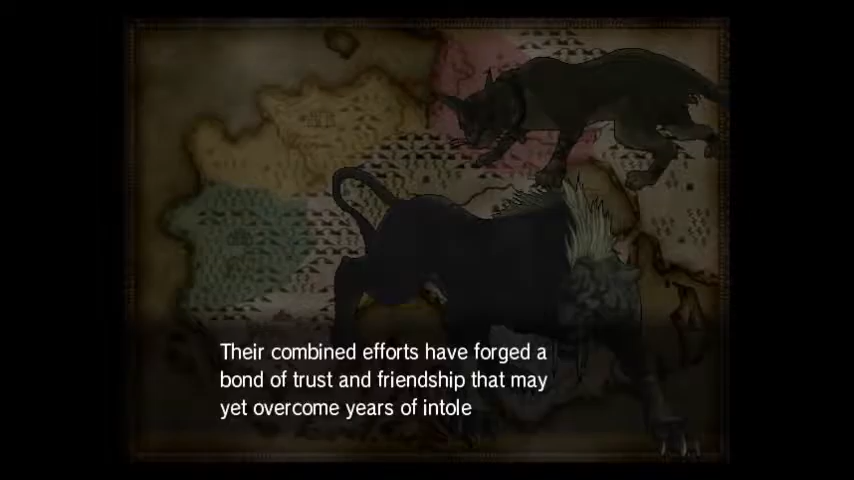 Their combined efforts have forged a
bond of trust and friendship that may
yet overcome years of intole